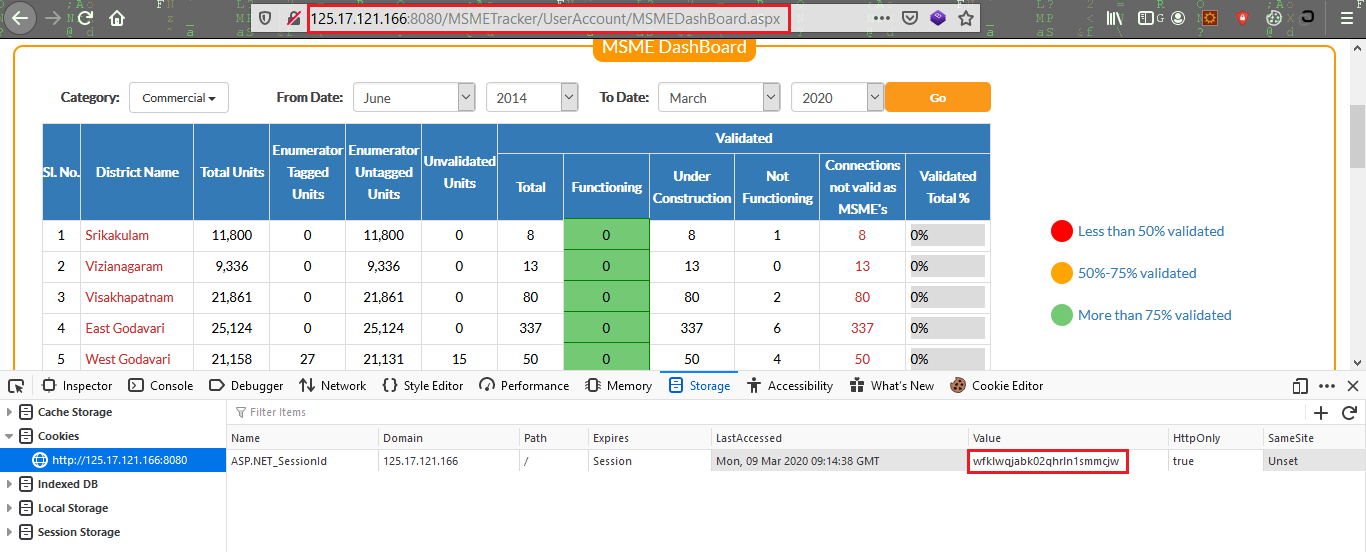 125.17.121.166:8080/MSMETracker/UserAccount/MSMEDashBoard.aspx
MSME DashBoard
Category: Commercial From Date: June 2014 To Date: March 2020 Go
Sl. No. District Name Total Units Enumerator Tagged Units Enumerator Untagged Units Unvalidated Units Validated
Total Functioning Under Construction Not Functioning Connections not valid as MSME's Validated Total %
1 Srikakulam 11,800 0 11,800 0 8 0 8 1 8 0%
2 Vizianagaram 9,336 0 9,336 0 13 0 13 0 13 0%
3 Visakhapatnam 21,861 0 21,861 0 80 0 80 2 80 0%
4 East Godavari 25,124 0 25,124 0 337 0 337 6 337 0%
5 West Godavari 21,158 27 21,131 15 50 0 50 4 50 0%
Less than 50% validated
50%-75% validated
More than 75% validated
Inspector Console Debugger Network Style Editor Performance Memory Storage Accessibility What's New Cookie Editor
Cache Storage
Cookies
http://125.17.121.166:8080
Indexed DB
Local Storage
Session Storage
Filter Items
Name Domain Path Expires LastAccessed Value HttpOnly SameSite
ASP.NET_SessionId 125.17.121.166 / Session Mon, 09 Mar 2020 09:14:38 GMT wfklwqjabk02qhrln1smmcjw true Unset